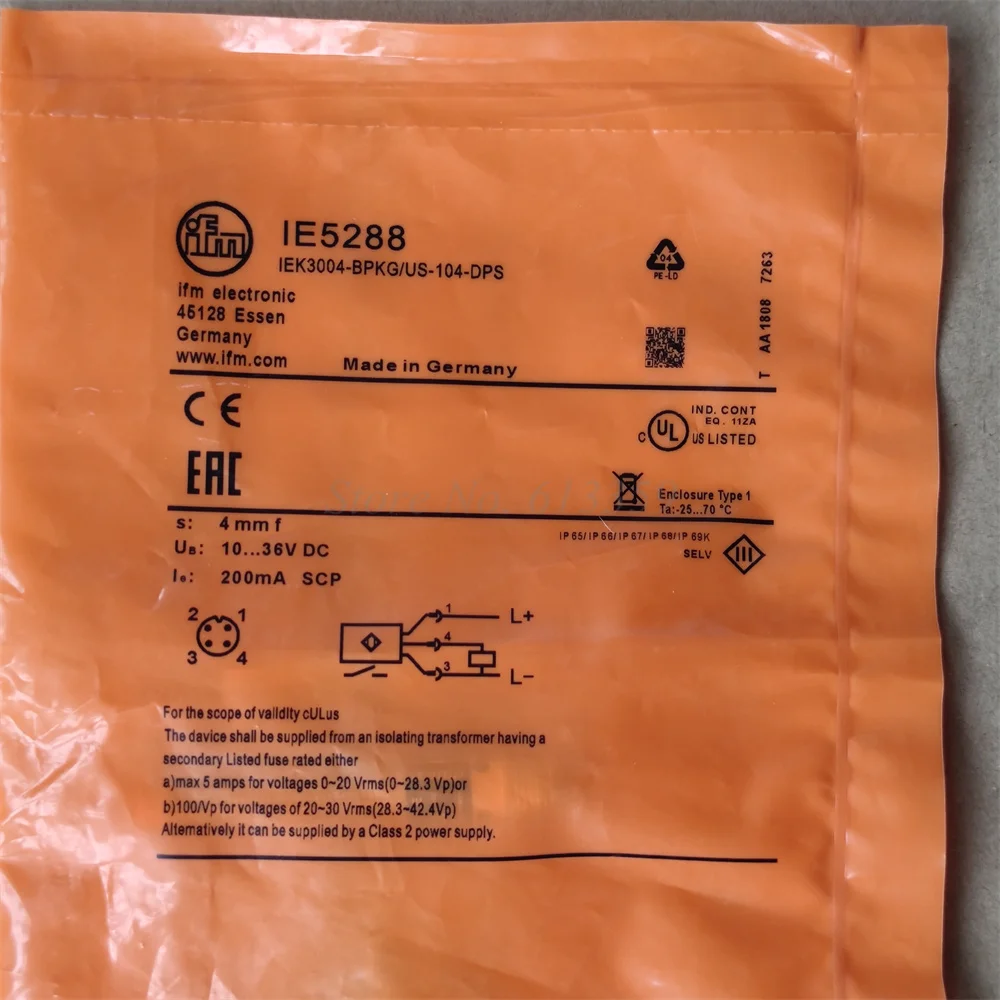 ifm
IE5288
IEK3004-BPKG/US-104-DPS
ifm electronic
45128 Essen
Germany
www.ifm.com
Made in Germany
04
PE-LD
T AA1808 7263
CE
EAC
IND. CONT
EQ. 11ZA
C UL US LISTED
Enclosure Type 1
Ta:-25...70 °C
s: 4mm f
UB: 10...36V DC
Ie: 200mA SCP
IP 65/ IP 66/ IP 67/ IP 68/ IP 69K
SELV
III
2 1
3 4
1 L+
4
3 L-
For the scope of validity cULus
The device shall be supplied from an isolating transformer having a
secondary Listed fuse rated either
a)max 5 amps for voltages 0~20 Vrms(0~28.3 Vp)or
b)100/Vp for voltages of 20~30 Vrms(28.3~42.4Vp)
Alternatively it can be supplied by a Class 2 power supply.